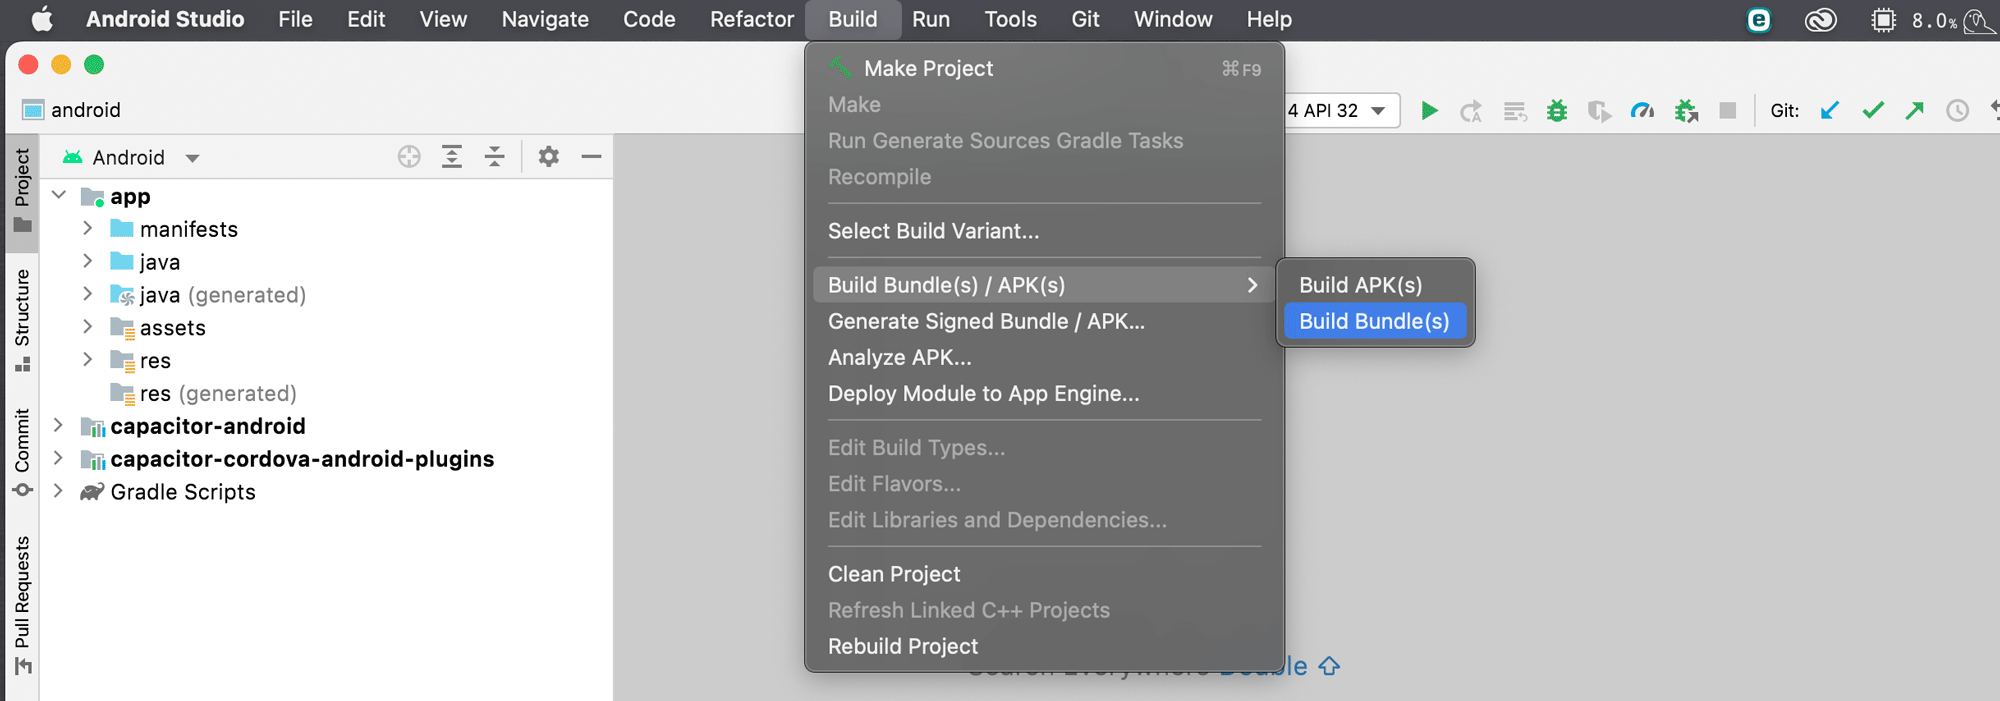 Android Studio File Edit View Navigate Code Refactor Build Run Tools Git Window Help 8.0%
android
4 API 32 Git:
Project
Structure
Commit
Pull Requests
Android
app
manifests
java
java (generated)
assets
res
res (generated)
capacitor-android
capacitor-cordova-android-plugins
Gradle Scripts
Make Project ⌘F9
Make
Run Generate Sources Gradle Tasks
Recompile
Select Build Variant...
Build Bundle(s) / APK(s)
Generate Signed Bundle / APK...
Analyze APK...
Deploy Module to App Engine...
Edit Build Types...
Edit Flavors...
Edit Libraries and Dependencies...
Clean Project
Refresh Linked C++ Projects
Rebuild Project
Build APK(s)
Build Bundle(s)
Search Everywhere Double ⇧